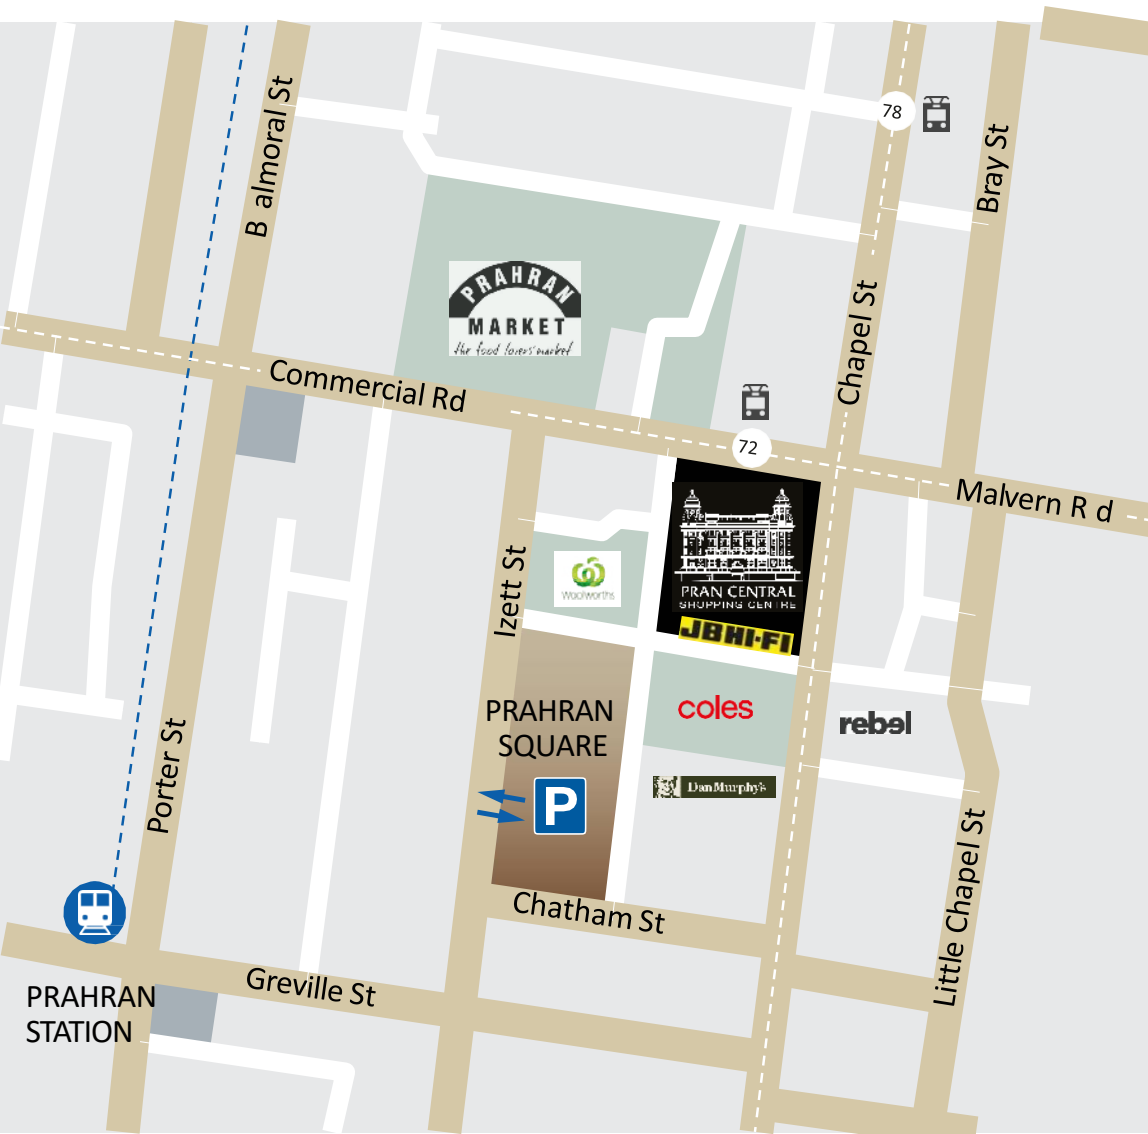 78
B almoral St
Bray St
PRAHRAN
MARKET
the food lovers' market
Chapel St
Commercial Rd
72
Malvern R d
PRAN CENTRAL
SHOPPING CENTRE
Izett St
Woolworths
JB HI-FI
PRAHRAN
SQUARE
coles
rebel
Porter St
P
Dan Murphy's
Little Chapel St
Chatham St
Greville St
PRAHRAN
STATION